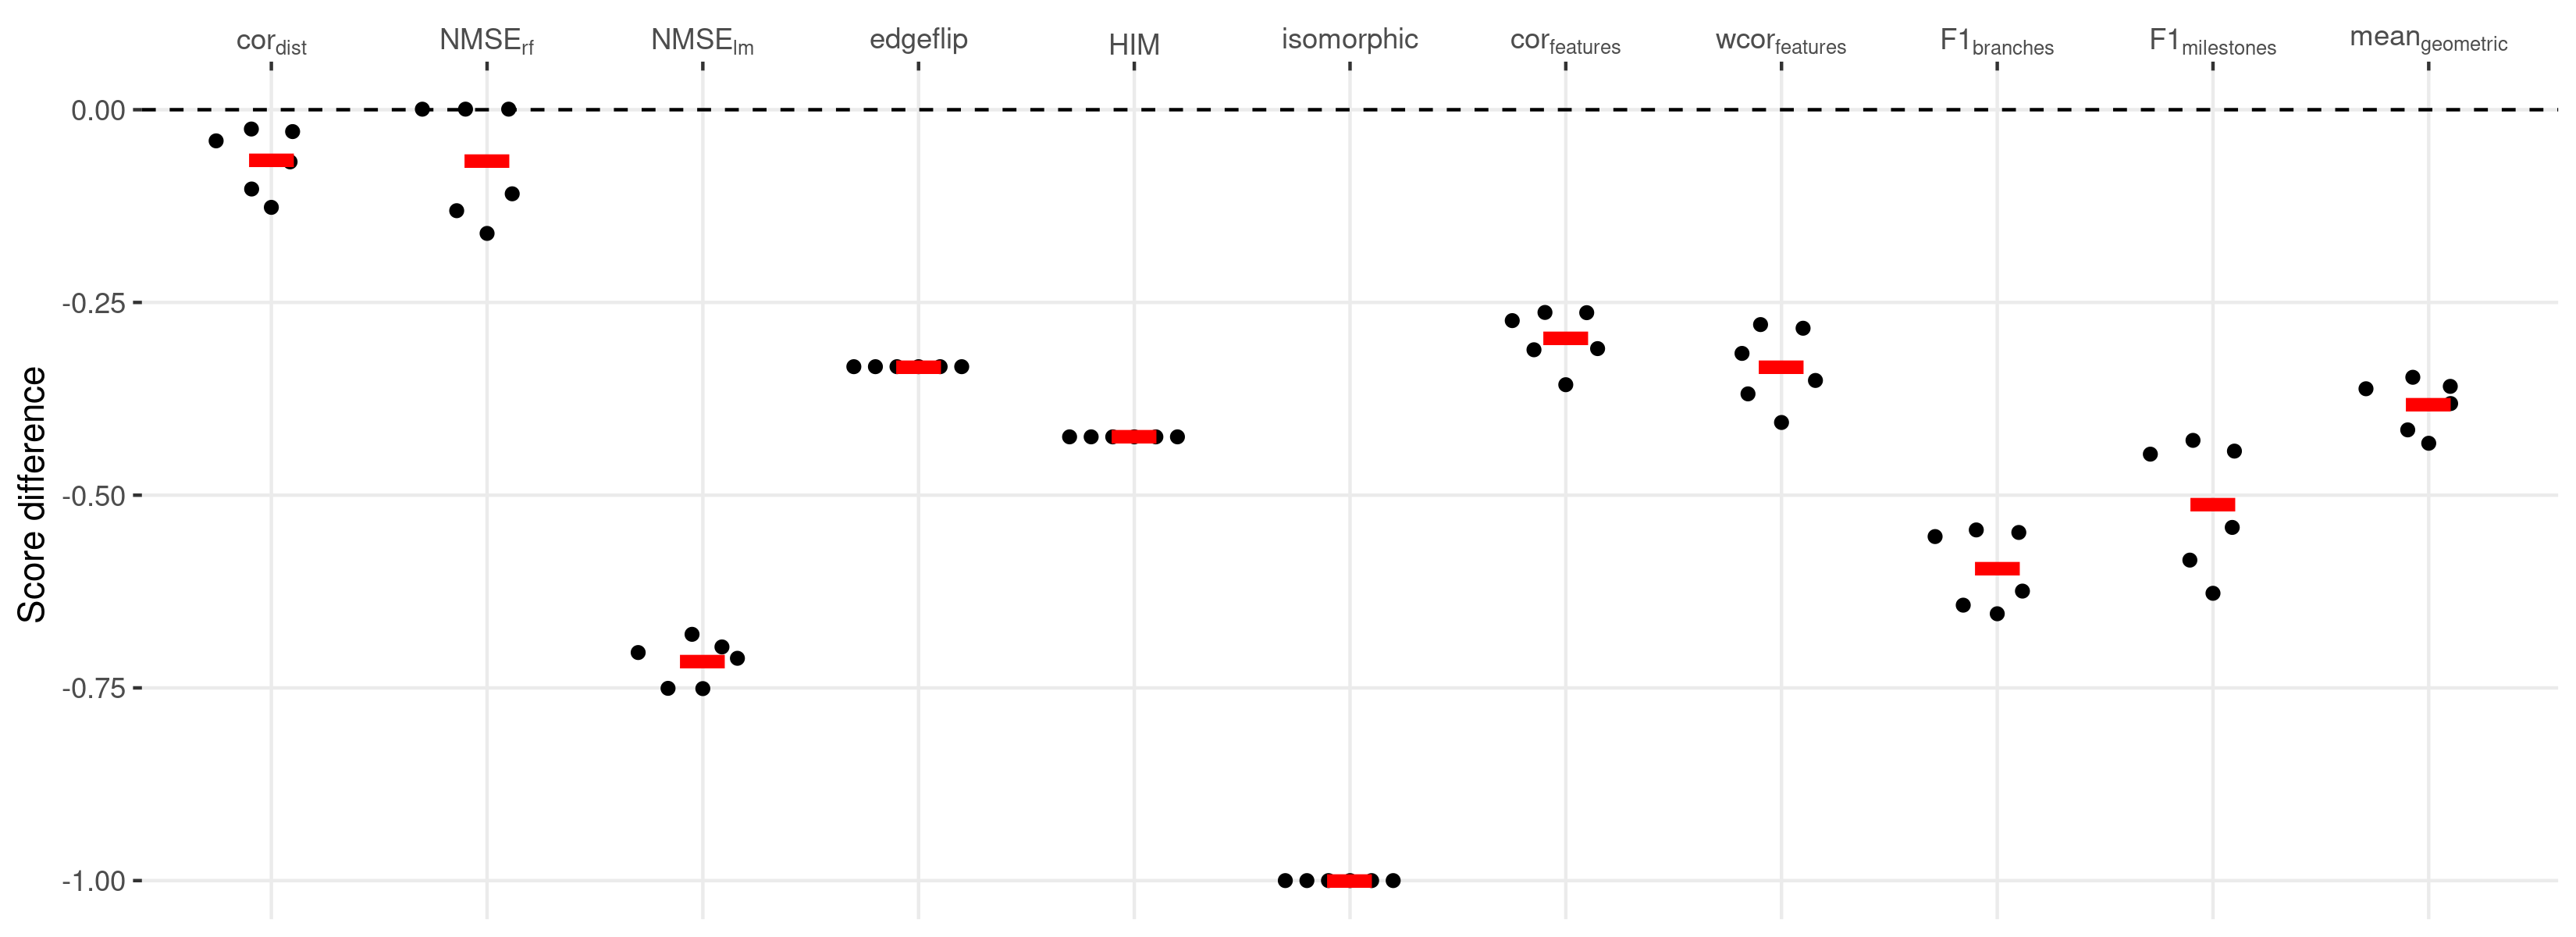 cordist NMSErf NMSElm edgeflip HIM isomorphic corfeatures wcorfeatures F1branches F1milestones meangeometric
0.00
-0.25
-0.50
-0.75
-1.00
Score difference